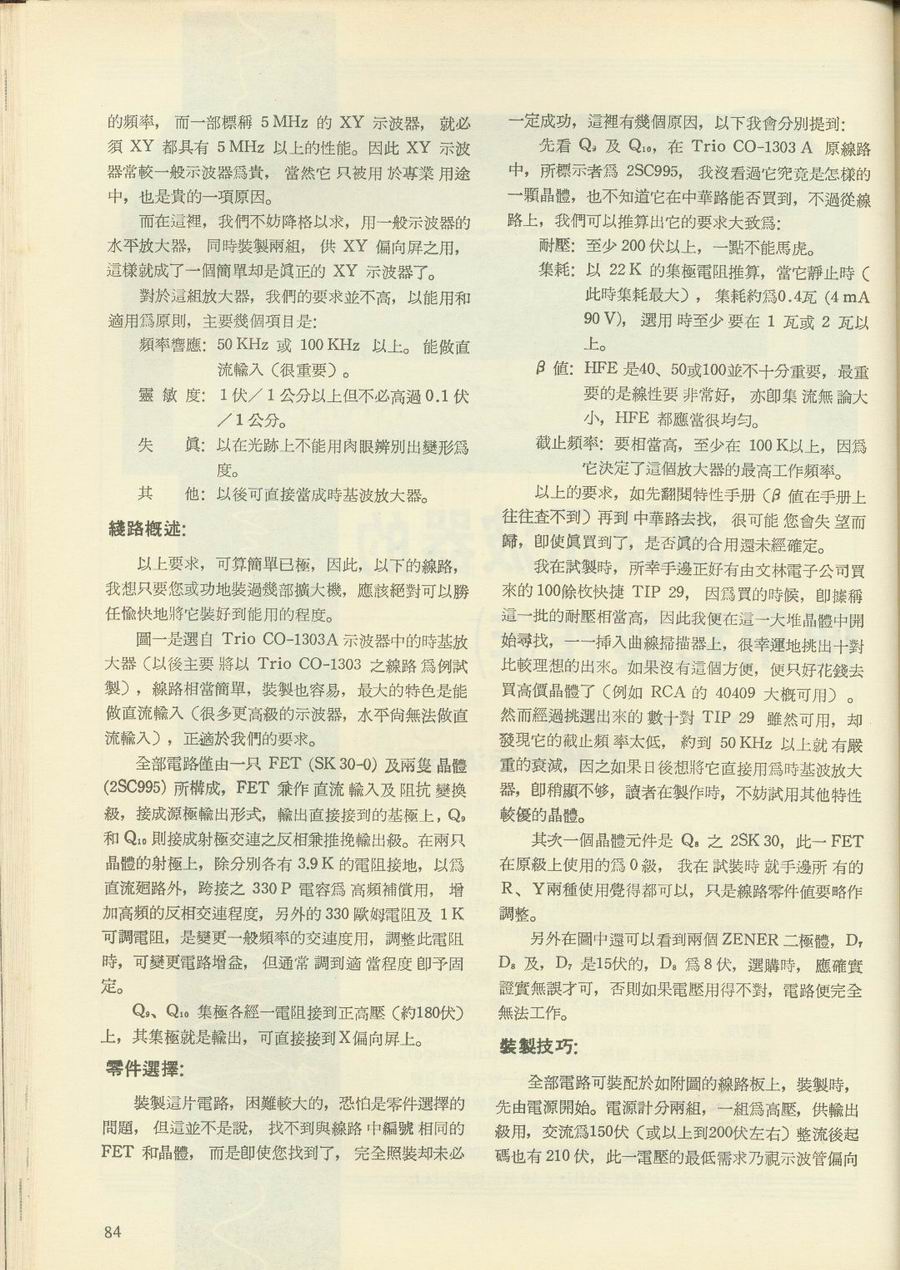 的頻率，而一部標稱 5 MHz 的 XY 示波器，就必
須 XY 都具有 5 MHz 以上的性能。因此 XY 示波
器常較一般示波器爲貴，當然它只被用於專業用途
中，也是貴的一項原因。
而在這裡，我們不妨降格以求，用一般示波器的
水平放大器，同時裝製兩組，供 XY 偏向屏之用，
這樣就成了一個簡單却是眞正的 XY 示波器了。
對於這組放大器，我們的要求並不高，以能用和
適用爲原則，主要幾個項目是：
頻率響應：50 KHz 或 100 KHz 以上。能做直
流輸入（很重要）。
靈敏度：1 伏／1 公分以上但不必高過 0.1 伏
／1 公分。
失眞：以在光跡上不能用肉眼辨別出變形爲
度。
其他：以後可直接當成時基波放大器。
綫路概述：
以上要求，可算簡單已極，因此，以下的線路，
我想只要您或功地裝過幾部擴大機，應該絕對可以勝
任愉快地將它裝好到能用的程度。
圖一是選自 Trio CO-1303A 示波器中的時基放
大器（以後主要將以 Trio CO-1303 之線路爲例試
製），線路相當簡單，裝製也容易，最大的特色是能
做直流輸入（很多更高級的示波器，水平尙無法做直
流輸入），正適於我們的要求。
全部電路僅由一只 FET (SK 30-0) 及兩隻晶體
(2SC995) 所構成，FET 兼作直流輸入及阻抗變換
級，接成源極輸出形式，輸出直接接到的基極上，Q₉
和 Q₁₀ 則接成射極交連之反相兼推挽輸出級。在兩只
晶體的射極上，除分別各有 3.9 K 的電阻接地，以爲
直流廻路外，跨接之 330 P 電容爲高頻補償用，增
加高頻的反相交連程度，另外的 330 歐姆電阻及 1 K
可調電阻，是變更一般頻率的交連度用，調整此電阻
時，可變更電路增益，但通常調到適當程度卽予固
定。
Q₉、Q₁₀ 集極各經一電阻接到正高壓（約180伏）
上，其集極就是輸出，可直接接到X偏向屏上。
零件選擇：
裝製這片電路，困難較大的，恐怕是零件選擇的
問題，但這並不是說，找不到與線路中編號相同的
FET 和晶體，而是卽使您找到了，完全照裝却未必
一定成功，這裡有幾個原因，以下我會分別提到：
先看 Q₉ 及 Q₁₀，在 Trio CO-1303 A 原線路
中，所標示者爲 2SC995，我沒看過它究竟是怎樣的
一顆晶體，也不知道它在中華路能否買到，不過從線
路上，我們可以推算出它的要求大致爲：
耐壓：至少 200 伏以上，一點不能馬虎。
集耗：以 22 K 的集極電阻推算，當它靜止時（
此時集耗最大），集耗約爲0.4瓦 (4 mA
90 V)，選用時至少要在 1 瓦或 2 瓦以
上。
β 值：HFE 是40、50或100並不十分重要，最重
要的是線性要非常好，亦卽集流無論大
小，HFE 都應當很均勻。
截止頻率：要相當高，至少在 100 K以上，因爲
它決定了這個放大器的最高工作頻率。
以上的要求，如先翻閱特性手册（β 值在手册上
往往査不到）再到中華路去找，很可能您會失望而
歸，卽使眞買到了，是否眞的合用還未經確定。
我在試製時，所幸手邊正好有由文林電子公司買
來的 100餘枚快捷 TIP 29，因爲買的時候，卽據稱
這一批的耐壓相當高，因此我便在這一大堆晶體中開
始尋找，一一揷入曲線掃描器上，很幸運地挑出十對
比較理想的出來。如果沒有這個方便，便只好花錢去
買高價晶體了（例如 RCA 的 40409 大槪可用）。
然而經過挑選出來的數十對 TIP 29 雖然可用，却
發現它的截止頻率太低，約到 50 KHz 以上就有嚴
重的衰減，因之如果日後想將它直接用爲時基波放大
器，卽稍顯不够，讀者在製作時，不妨試用其他特性
較優的晶體。
其次一個晶體元件是 Q₈ 之 2SK 30，此一 FET
在原級上使用的爲 0 級，我在試裝時就手邊所有的
R、Y兩種使用覺得都可以，只是線路零件値要略作
調整。
另外在圖中還可以看到兩個 ZENER 二極體，D₇
D₈ 及，D₇ 是15伏的，D₈ 爲 8 伏，選購時，應確實
證實無誤才可，否則如果電壓用得不對，電路便完全
無法工作。
裝製技巧：
全部電路可裝配於如附圖的線路板上，裝製時，
先由電源開始。電源計分兩組，一組爲高壓，供輸出
級用，交流爲150伏（或以上到200伏左右）整流後起
碼也有 210 伏，此一電壓的最低需求乃視示波管偏向
84